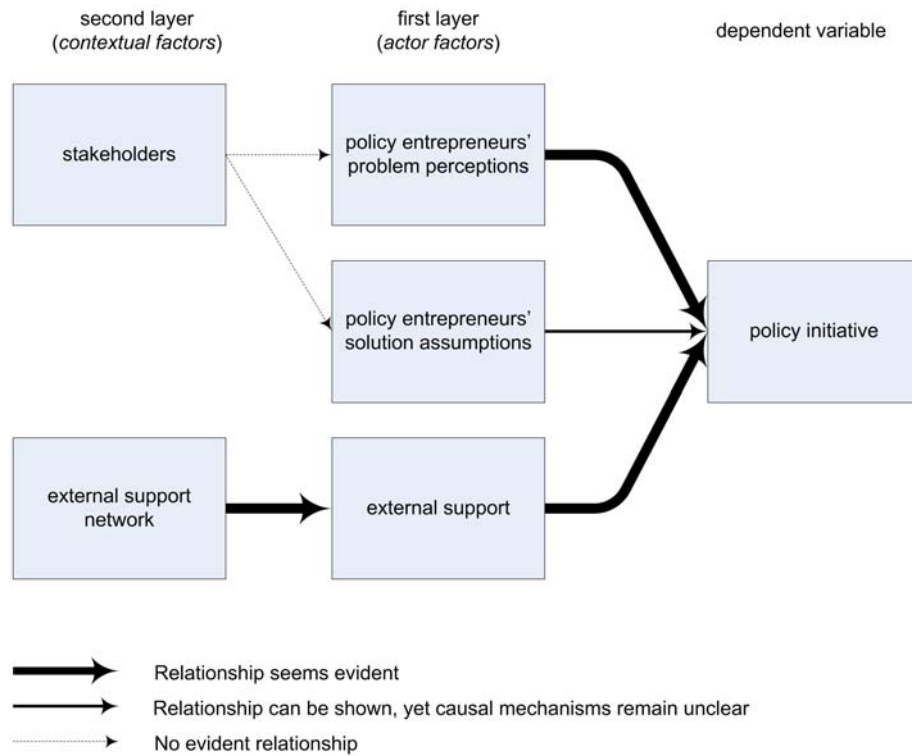 second layer
(contextual factors)
first layer
(actor factors)
dependent variable
stakeholders
policy entrepreneurs’
problem perceptions
policy entrepreneurs’
solution assumptions
policy initiative
external support
network
external support
Relationship seems evident
Relationship can be shown, yet causal mechanisms remain unclear
No evident relationship